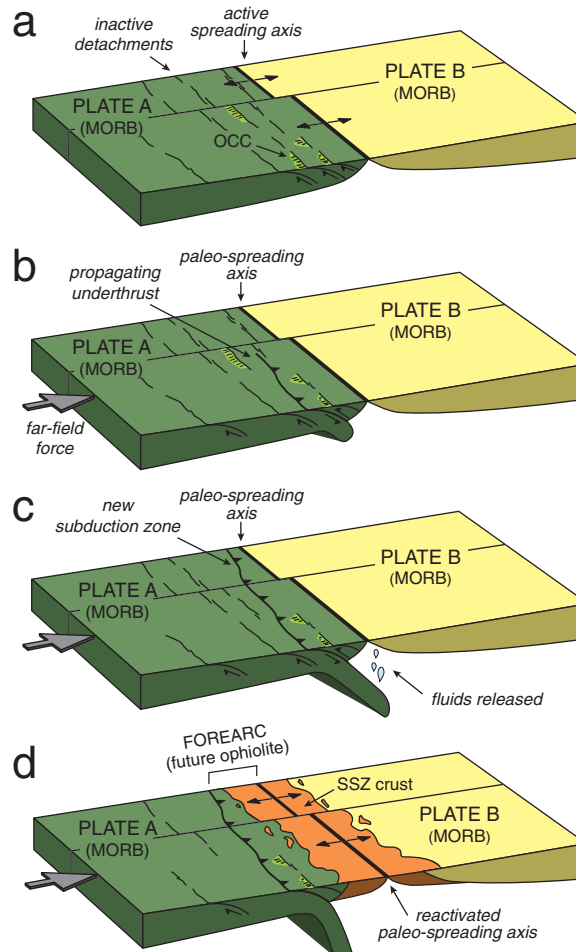 a
inactive
detachments
active
spreading axis
PLATE A
(MORB)
PLATE B
(MORB)
OCC
b
propagating
underthrust
paleo-spreading
axis
PLATE A
(MORB)
PLATE B
(MORB)
far-field
force
c
new
subduction zone
paleo-spreading
axis
PLATE A
(MORB)
PLATE B
(MORB)
fluids released
d
FOREARC
(future ophiolite)
SSZ crust
PLATE A
(MORB)
PLATE B
(MORB)
reactivated
paleo-spreading axis